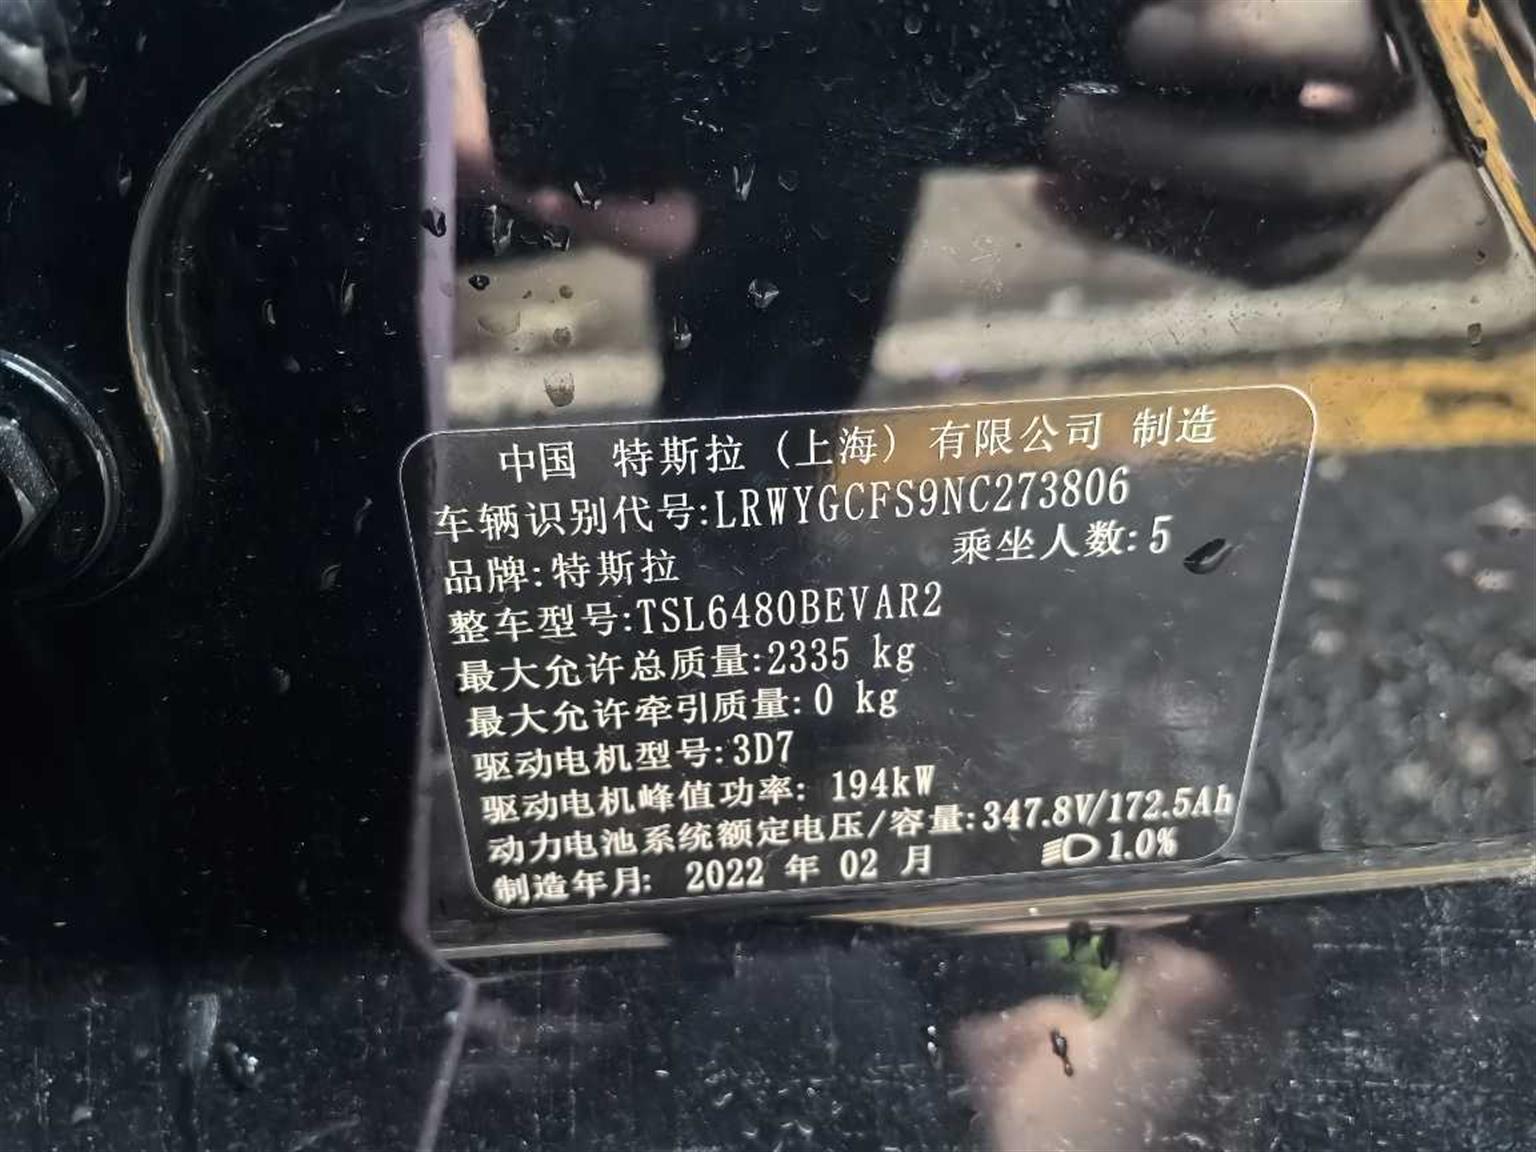 中国 特斯拉（上海）有限公司 制造
车辆识别代号:LRWYGCFS9NC273806
品牌:特斯拉 乘坐人数:5
整车型号:TSL6480BEVAR2
最大允许总质量:2335 kg
最大允许牵引质量: 0 kg
驱动电机型号:3D7
驱动电机峰值功率: 194kW
动力电池系统额定电压/容量:347.8V/172.5Ah
制造年月: 2022 年 02 月 1.0%